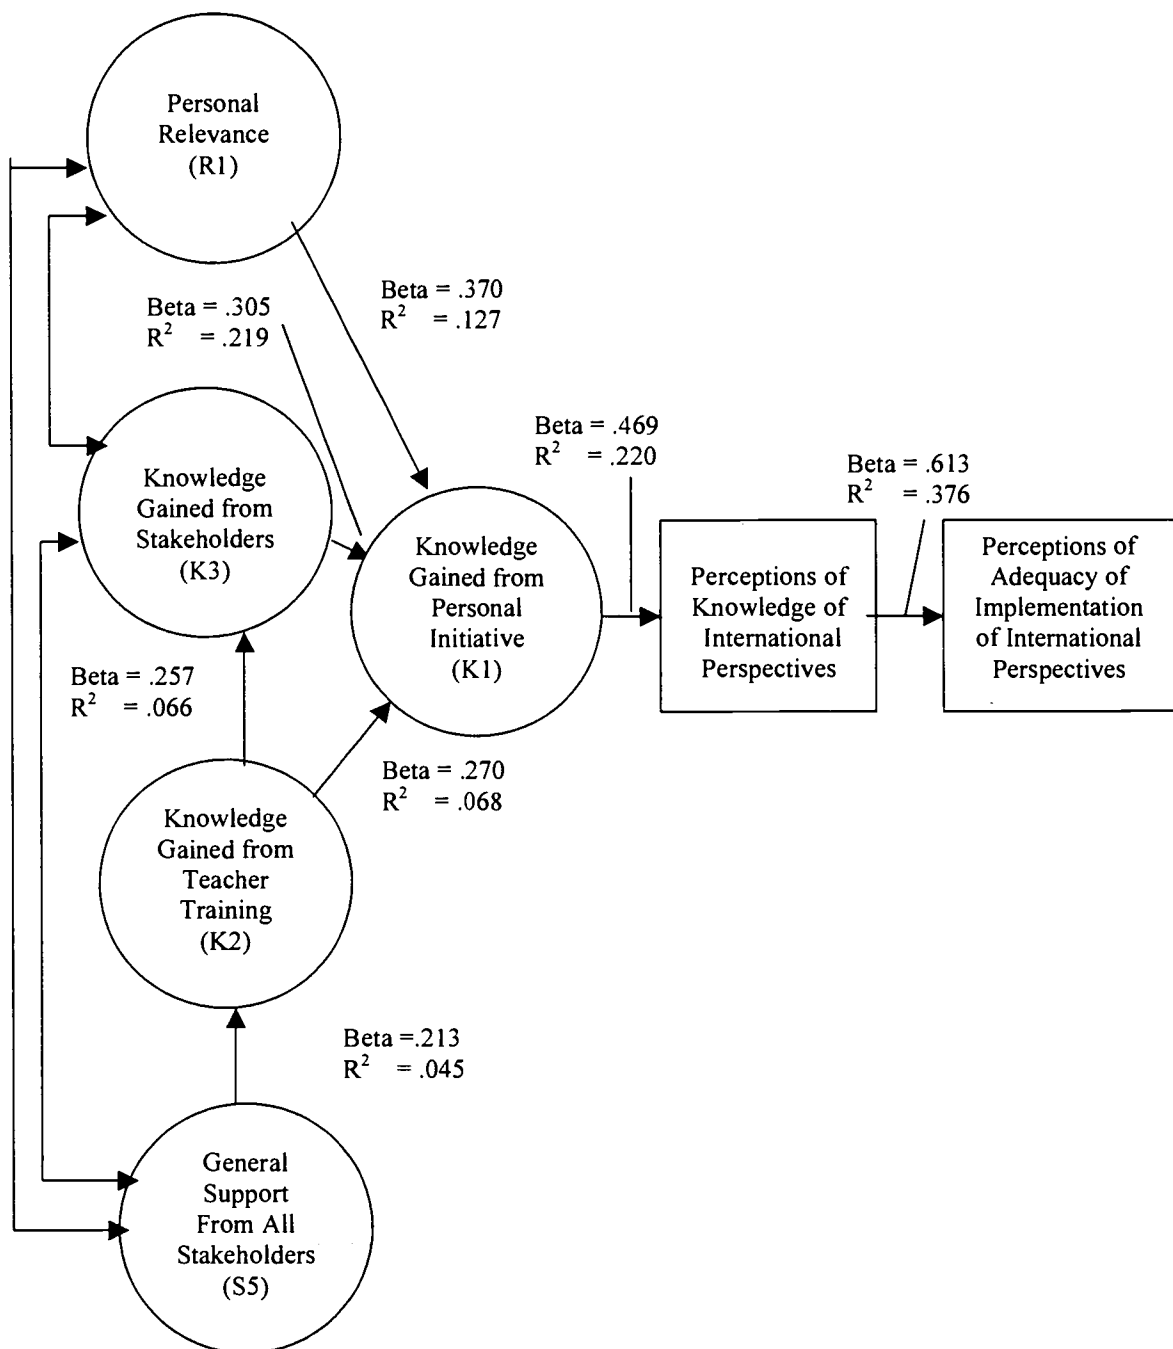 Personal
Relevance
(R1)
Beta = .305
R² = .219
Beta = .370
R² = .127
Knowledge
Gained from
Stakeholders
(K3)
Beta = .469
R² = .220
Beta = .613
R² = .376
Knowledge
Gained from
Personal
Initiative
(K1)
Perceptions of
Knowledge of
International
Perspectives
Perceptions of
Adequacy of
Implementation
of International
Perspectives
Beta = .257
R² = .066
Beta = .270
R² = .068
Knowledge
Gained from
Teacher
Training
(K2)
Beta =.213
R² = .045
General
Support
From All
Stakeholders
(S5)